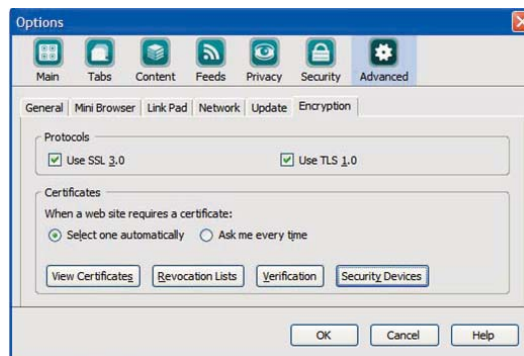 Options
Main Tabs Content Feeds Privacy Security Advanced
General Mini Browser Link Pad Network Update Encryption
Protocols
Use SSL 3.0 Use TLS 1.0
Certificates
When a web site requires a certificate:
Select one automatically Ask me every time
View Certificates Revocation Lists Verification Security Devices
OK Cancel Help